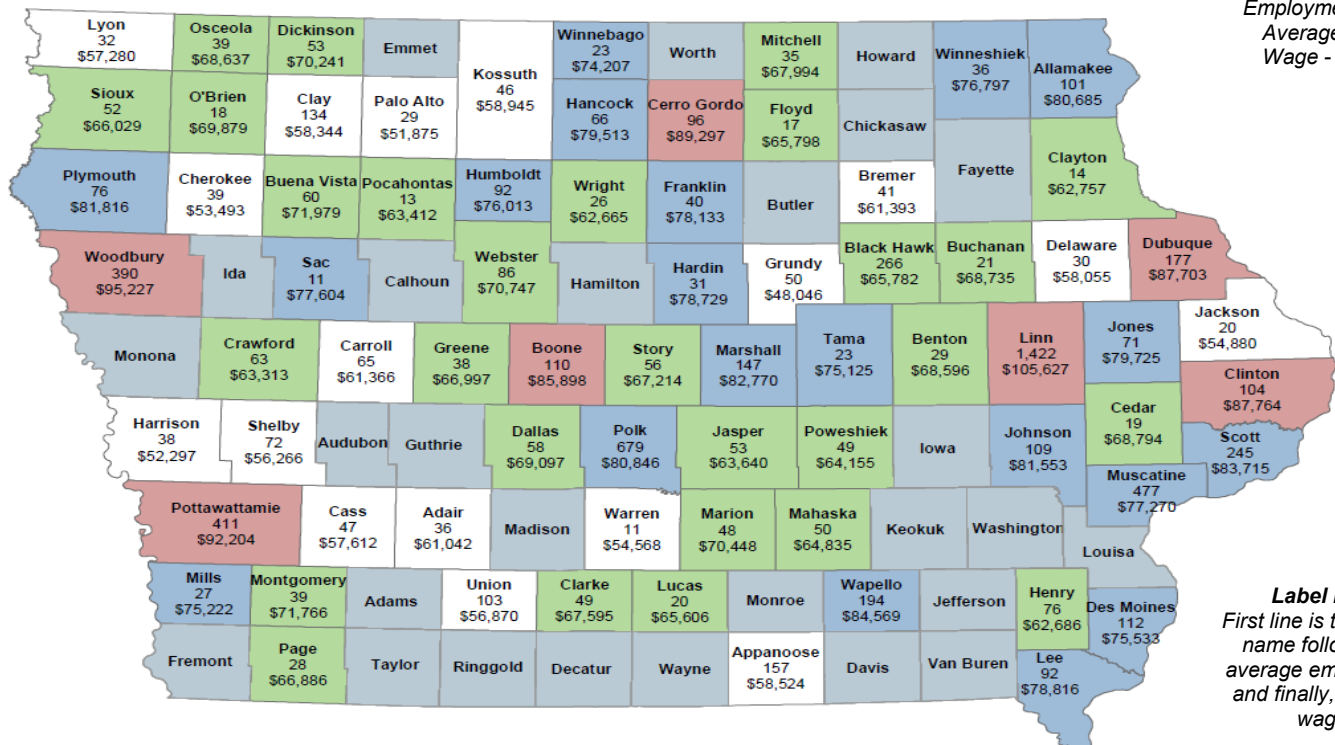 Employme
Average
Wage -
Lyon
32
$57,280
Osceola
39
$68,637
Dickinson
53
$70,241
Emmet
Kossuth
46
$58,945
Winnebago
23
$74,207
Worth
Mitchell
35
$67,994
Howard
Winneshiek
36
$76,797
Allamakee
101
$80,685
Sioux
52
$66,029
O'Brien
18
$69,879
Clay
134
$58,344
Palo Alto
29
$51,875
Hancock
66
$79,513
Cerro Gordo
96
$89,297
Floyd
17
$65,798
Chickasaw
Plymouth
76
$81,816
Cherokee
39
$53,493
Buena Vista
60
$71,979
Pocahontas
13
$63,412
Humboldt
92
$76,013
Wright
26
$62,665
Franklin
40
$78,133
Butler
Bremer
41
$61,393
Fayette
Clayton
14
$62,757
Woodbury
390
$95,227
Ida
Sac
11
$77,604
Calhoun
Webster
86
$70,747
Hamilton
Hardin
31
$78,729
Grundy
50
$48,046
Black Hawk
266
$65,782
Buchanan
21
$68,735
Delaware
30
$58,055
Dubuque
177
$87,703
Monona
Crawford
63
$63,313
Carroll
65
$61,366
Greene
38
$66,997
Boone
110
$85,898
Story
56
$67,214
Marshall
147
$82,770
Tama
23
$75,125
Benton
29
$68,596
Linn
1,422
$105,627
Jones
71
$79,725
Jackson
20
$54,880
Clinton
104
$87,764
Harrison
38
$52,297
Shelby
72
$56,266
Audubon
Guthrie
Dallas
58
$69,097
Polk
679
$80,846
Jasper
53
$63,640
Poweshiek
49
$64,155
Iowa
Johnson
109
$81,553
Cedar
19
$68,794
Scott
245
$83,715
Muscatine
477
$77,270
Pottawattamie
411
$92,204
Cass
47
$57,612
Adair
36
$61,042
Madison
Warren
11
$54,568
Marion
48
$70,448
Mahaska
50
$64,835
Keokuk
Washington
Louisa
Mills
27
$75,222
Montgomery
39
$71,766
Adams
Union
103
$56,870
Clarke
49
$67,595
Lucas
20
$65,606
Monroe
Wapello
194
$84,569
Jefferson
Henry
76
$62,686
Des Moines
112
$75,533
Fremont
Page
28
$66,886
Taylor
Ringgold
Decatur
Wayne
Appanoose
157
$58,524
Davis
Van Buren
Lee
92
$78,816
Label
First line is t
name follo
average em
and finally,
wag